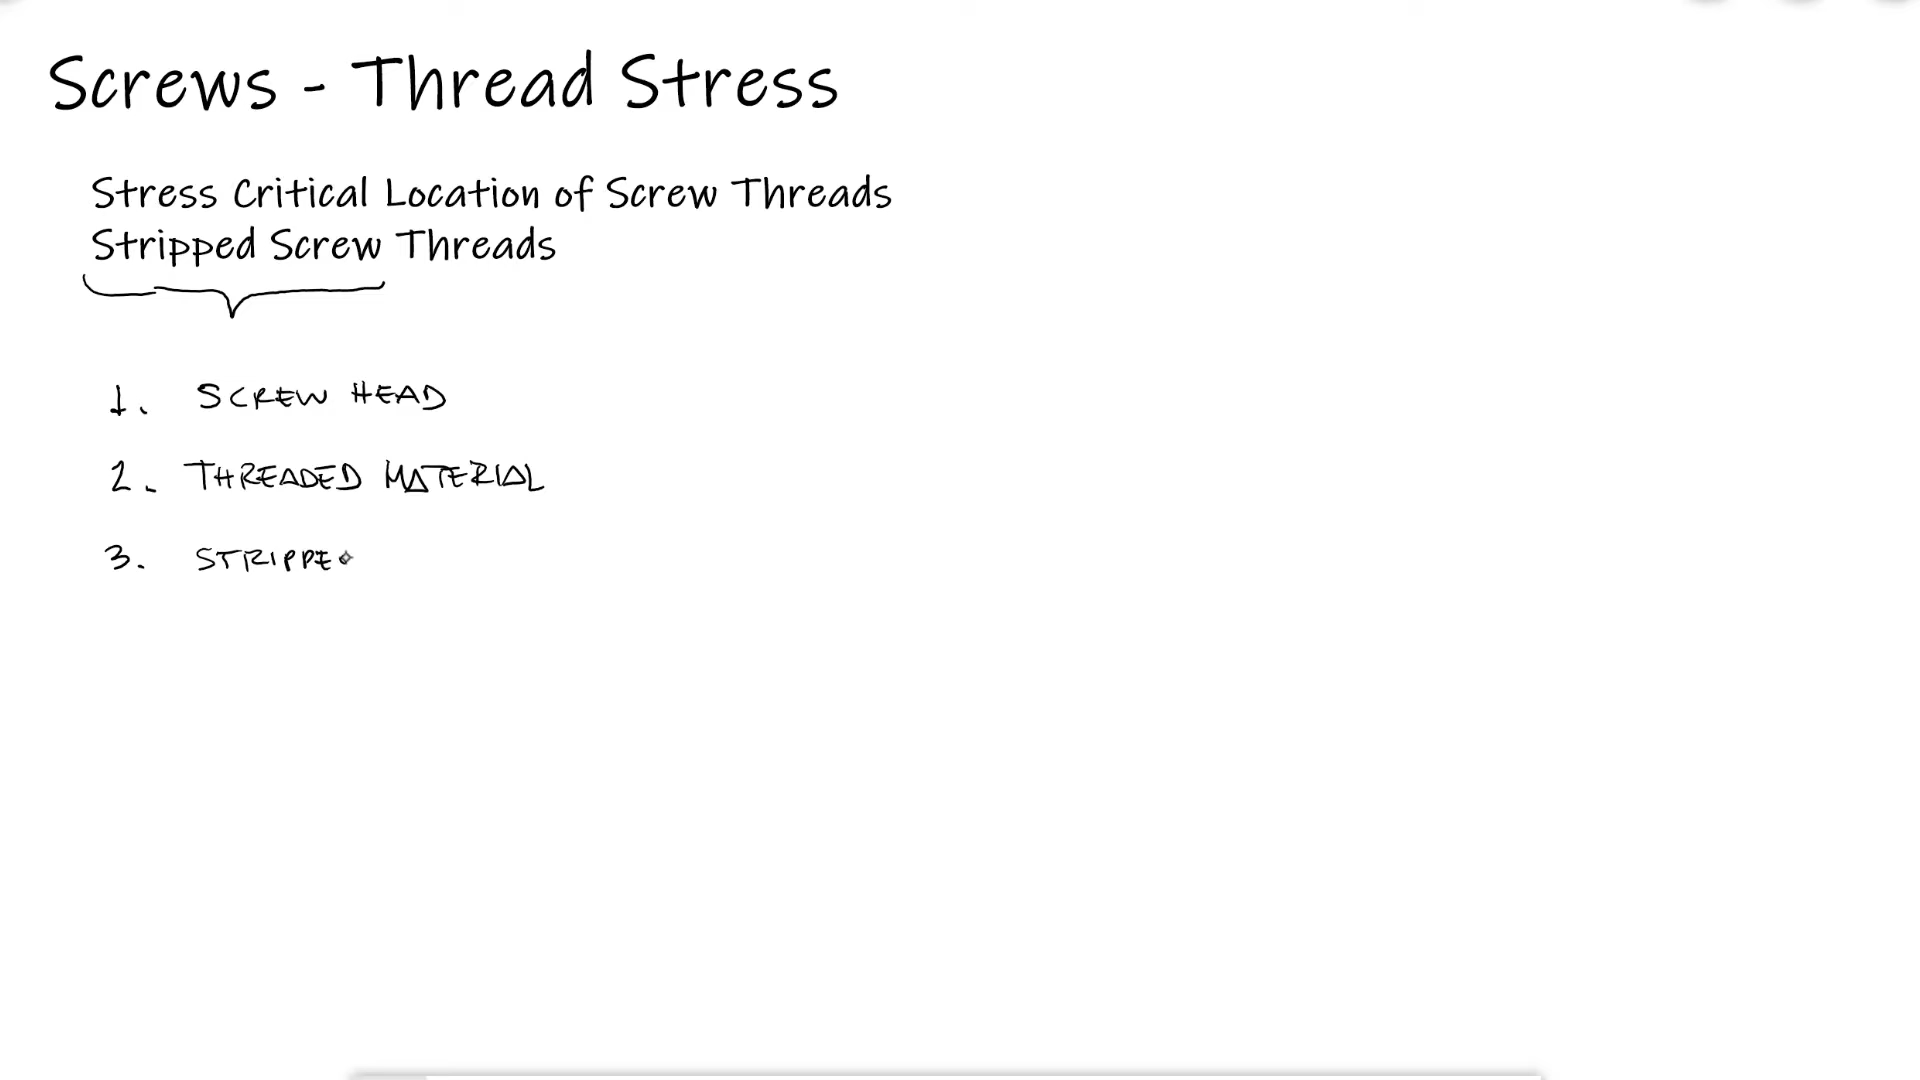 Screws - Thread Stress
Stress Critical Location of Screw Threads
Stripped Screw Threads
1. SCREW HEAD
2. THREADED MATERIAL
3. STRIPPE